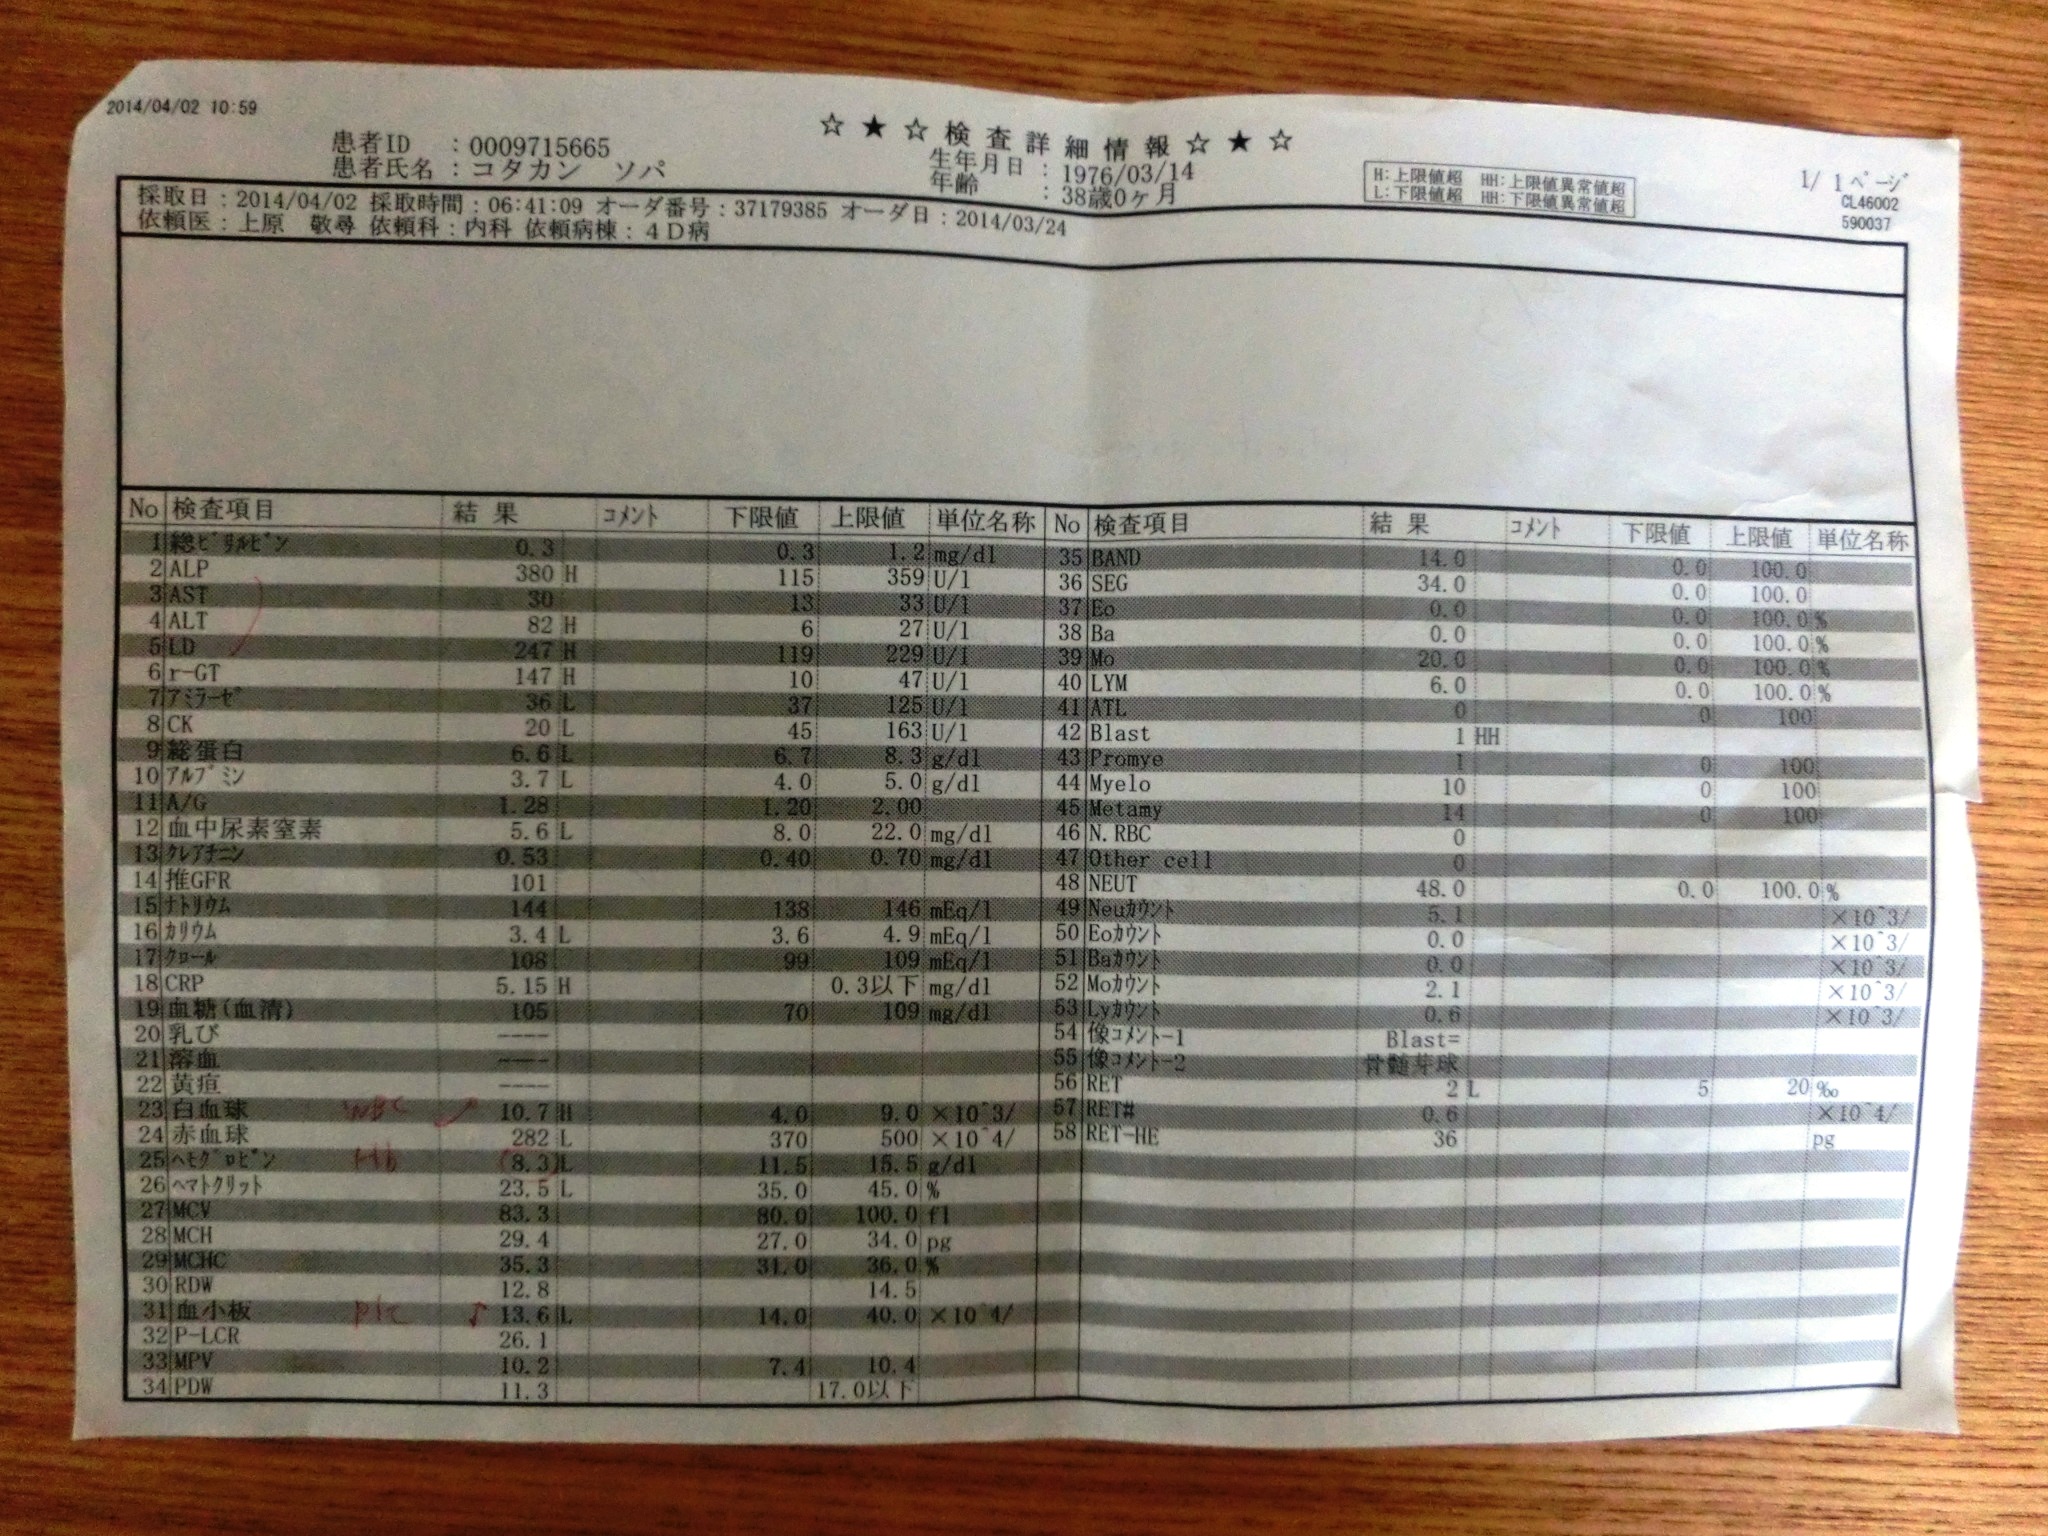 2014/04/02 10:59
☆ ★ ☆ 検 査 詳 細 情 報 ☆ ★ ☆
患者ID : 0009715665
患者氏名 : コタカン ソパ
生年月日 : 1976/03/14
年齢 : 38歳0ヶ月
H:上限値超 HH:上限値異常値超
L:下限値超 HH:下限値異常値超
1/ 1ページ
CL46002
590037
採取日 : 2014/04/02 採取時間 : 06:41:09 オーダ番号 : 37179385 オーダ日 : 2014/03/24
依頼医 : 上原 敬尋 依頼科 : 内科 依頼病棟 : 4D病
No 検査項目 結 果 コメント 下限値 上限値 単位名称
1 総ビリルビン 0.3 0.3 1.2 mg/dl
2 ALP 380 H 115 359 U/l
3 AST 30 13 33 U/l
4 ALT 82 H 6 27 U/l
5 LD 247 H 119 229 U/l
6 r-GT 147 H 10 47 U/l
7 アミラーゼ 36 L 37 125 U/l
8 CK 20 L 45 163 U/l
9 総蛋白 6.6 L 6.7 8.3 g/dl
10 アルブミン 3.7 L 4.0 5.0 g/dl
11 A/G 1.28 1.20 2.00
12 血中尿素窒素 5.6 L 8.0 22.0 mg/dl
13 クレアチニン 0.53 0.40 0.70 mg/dl
14 推GFR 101
15 ナトリウム 144 138 146 mEq/l
16 カリウム 3.4 L 3.6 4.9 mEq/l
17 クロール 108 99 109 mEq/l
18 CRP 5.15 H 0.3以下 mg/dl
19 血糖(血清) 105 70 109 mg/dl
20 乳び ----
21 溶血 ----
22 黄疸 ----
23 白血球 WBC 10.7 H 4.0 9.0 ×10^3/
24 赤血球 282 L 370 500 ×10^4/
25 ヘモグロビン Hb (8.3) L 11.5 15.5 g/dl
26 ヘマトクリット 23.5 L 35.0 45.0 %
27 MCV 83.3 80.0 100.0 fl
28 MCH 29.4 27.0 34.0 pg
29 MCHC 35.3 31.0 36.0 %
30 RDW 12.8 14.5
31 血小板 plt 13.6 L 14.0 40.0 ×10^4/
32 P-LCR 26.1
33 MPV 10.2 7.4 10.4
34 PDW 11.3 17.0以下
No 検査項目 結 果 コメント 下限値 上限値 単位名称
35 BAND 14.0 0.0 100.0
36 SEG 34.0 0.0 100.0
37 Eo 0.0 0.0 100.0 %
38 Ba 0.0 0.0 100.0 %
39 Mo 20.0 0.0 100.0 %
40 LYM 6.0 0.0 100.0 %
41 ATL 0 0 100
42 Blast 1 HH
43 Promye 1 0 100
44 Myelo 10 0 100
45 Metamy 14 0 100
46 N.RBC 0
47 Other cell 0
48 NEUT 48.0 0.0 100.0 %
49 Neuカウント 5.1 ×10^3/
50 Eoカウント 0.0 ×10^3/
51 Baカウント 0.0 ×10^3/
52 Moカウント 2.1 ×10^3/
53 Lyカウント 0.6 ×10^3/
54 像コメント-1 Blast=
55 像コメント-2 骨髄芽球
56 RET 2 L 5 20 ‰
57 RET# 0.6 ×10^4/
58 RET-HE 36 pg